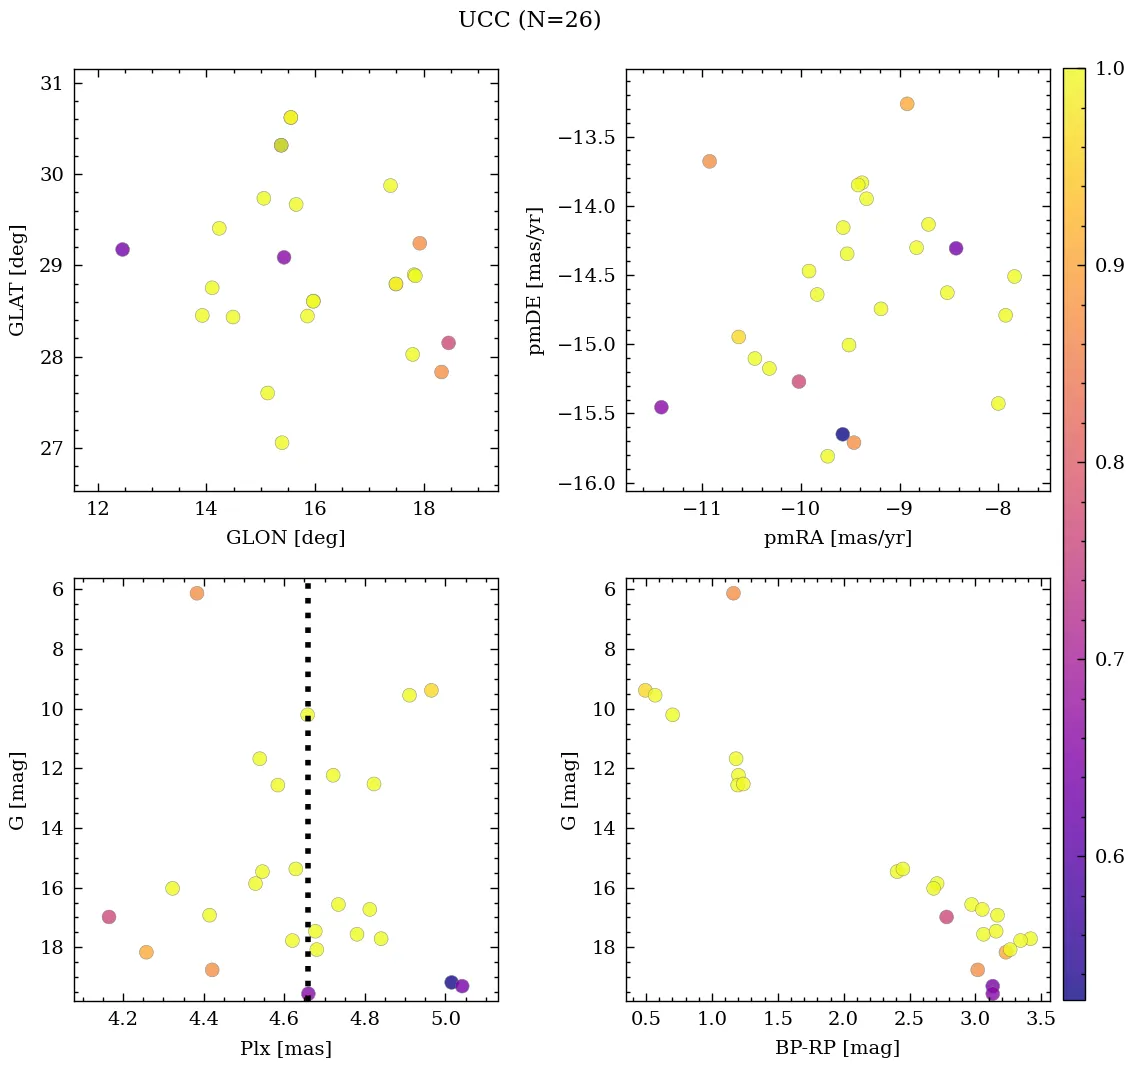 UCC (N=26)
31
30
29
28
27
GLAT [deg]
12 14 16 18
GLON [deg]
−13.5
−14.0
−14.5
−15.0
−15.5
−16.0
pmDE [mas/yr]
−11 −10 −9 −8
pmRA [mas/yr]
6
8
10
12
14
16
18
G [mag]
4.2 4.4 4.6 4.8 5.0
Plx [mas]
6
8
10
12
14
16
18
G [mag]
0.5 1.0 1.5 2.0 2.5 3.0 3.5
BP-RP [mag]
1.0
0.9
0.8
0.7
0.6